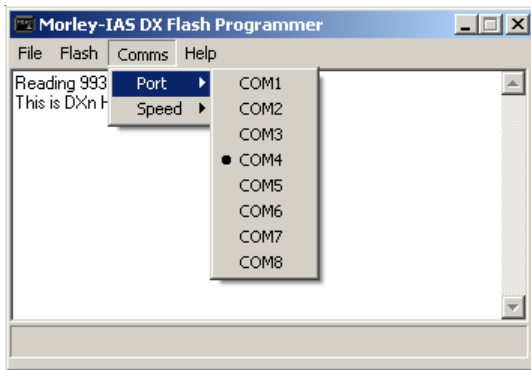 Morley-IAS DX Flash Programmer
File Flash Comms Help
Reading 993
This is DXn H
Port
Speed
COM1
COM2
COM3
COM4
COM5
COM6
COM7
COM8